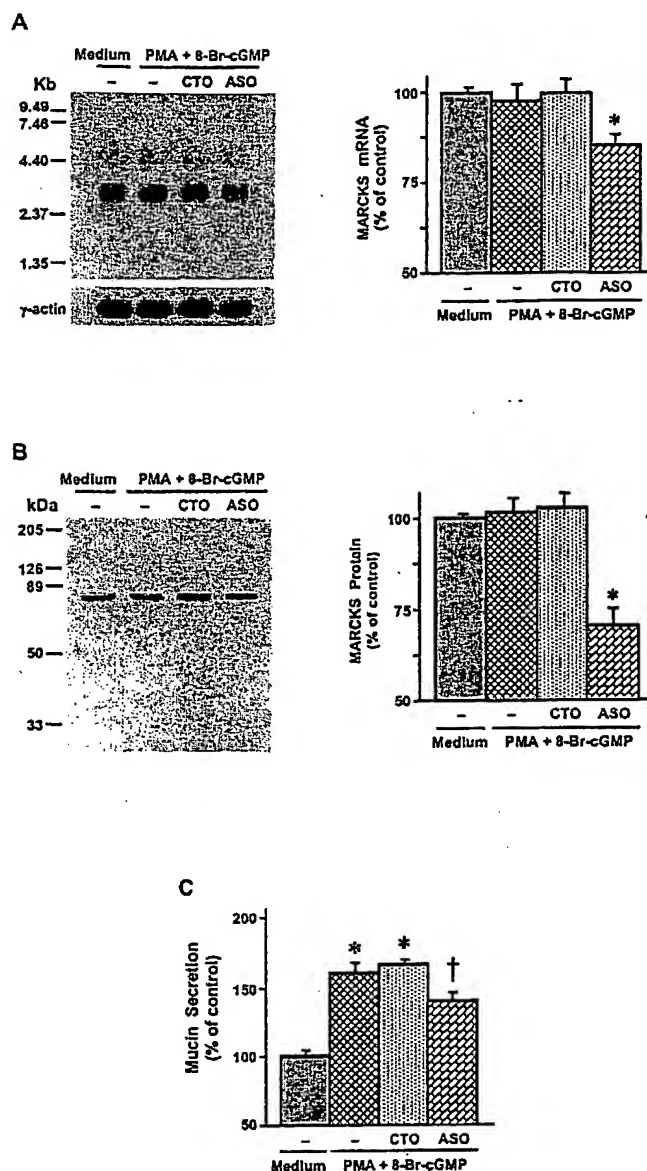 A
Medium PMA + 8-Br-cGMP
Kb – – CTO ASO
9.49
7.46
4.40
2.37
1.35
γ-actin
MARCKS mRNA
(% of control)
100
75
50
– – CTO ASO
Medium PMA + 8-Br-cGMP
B
Medium PMA + 8-Br-cGMP
kDa – – CTO ASO
205
126
89
50
33
MARCKS Protein
(% of control)
100
75
50
*
*
– – CTO ASO
Medium PMA + 8-Br-cGMP
C
Mucin Secretion
(% of control)
200
150
100
50
* * †
– – CTO ASO
Medium PMA + 8-Br-cGMP